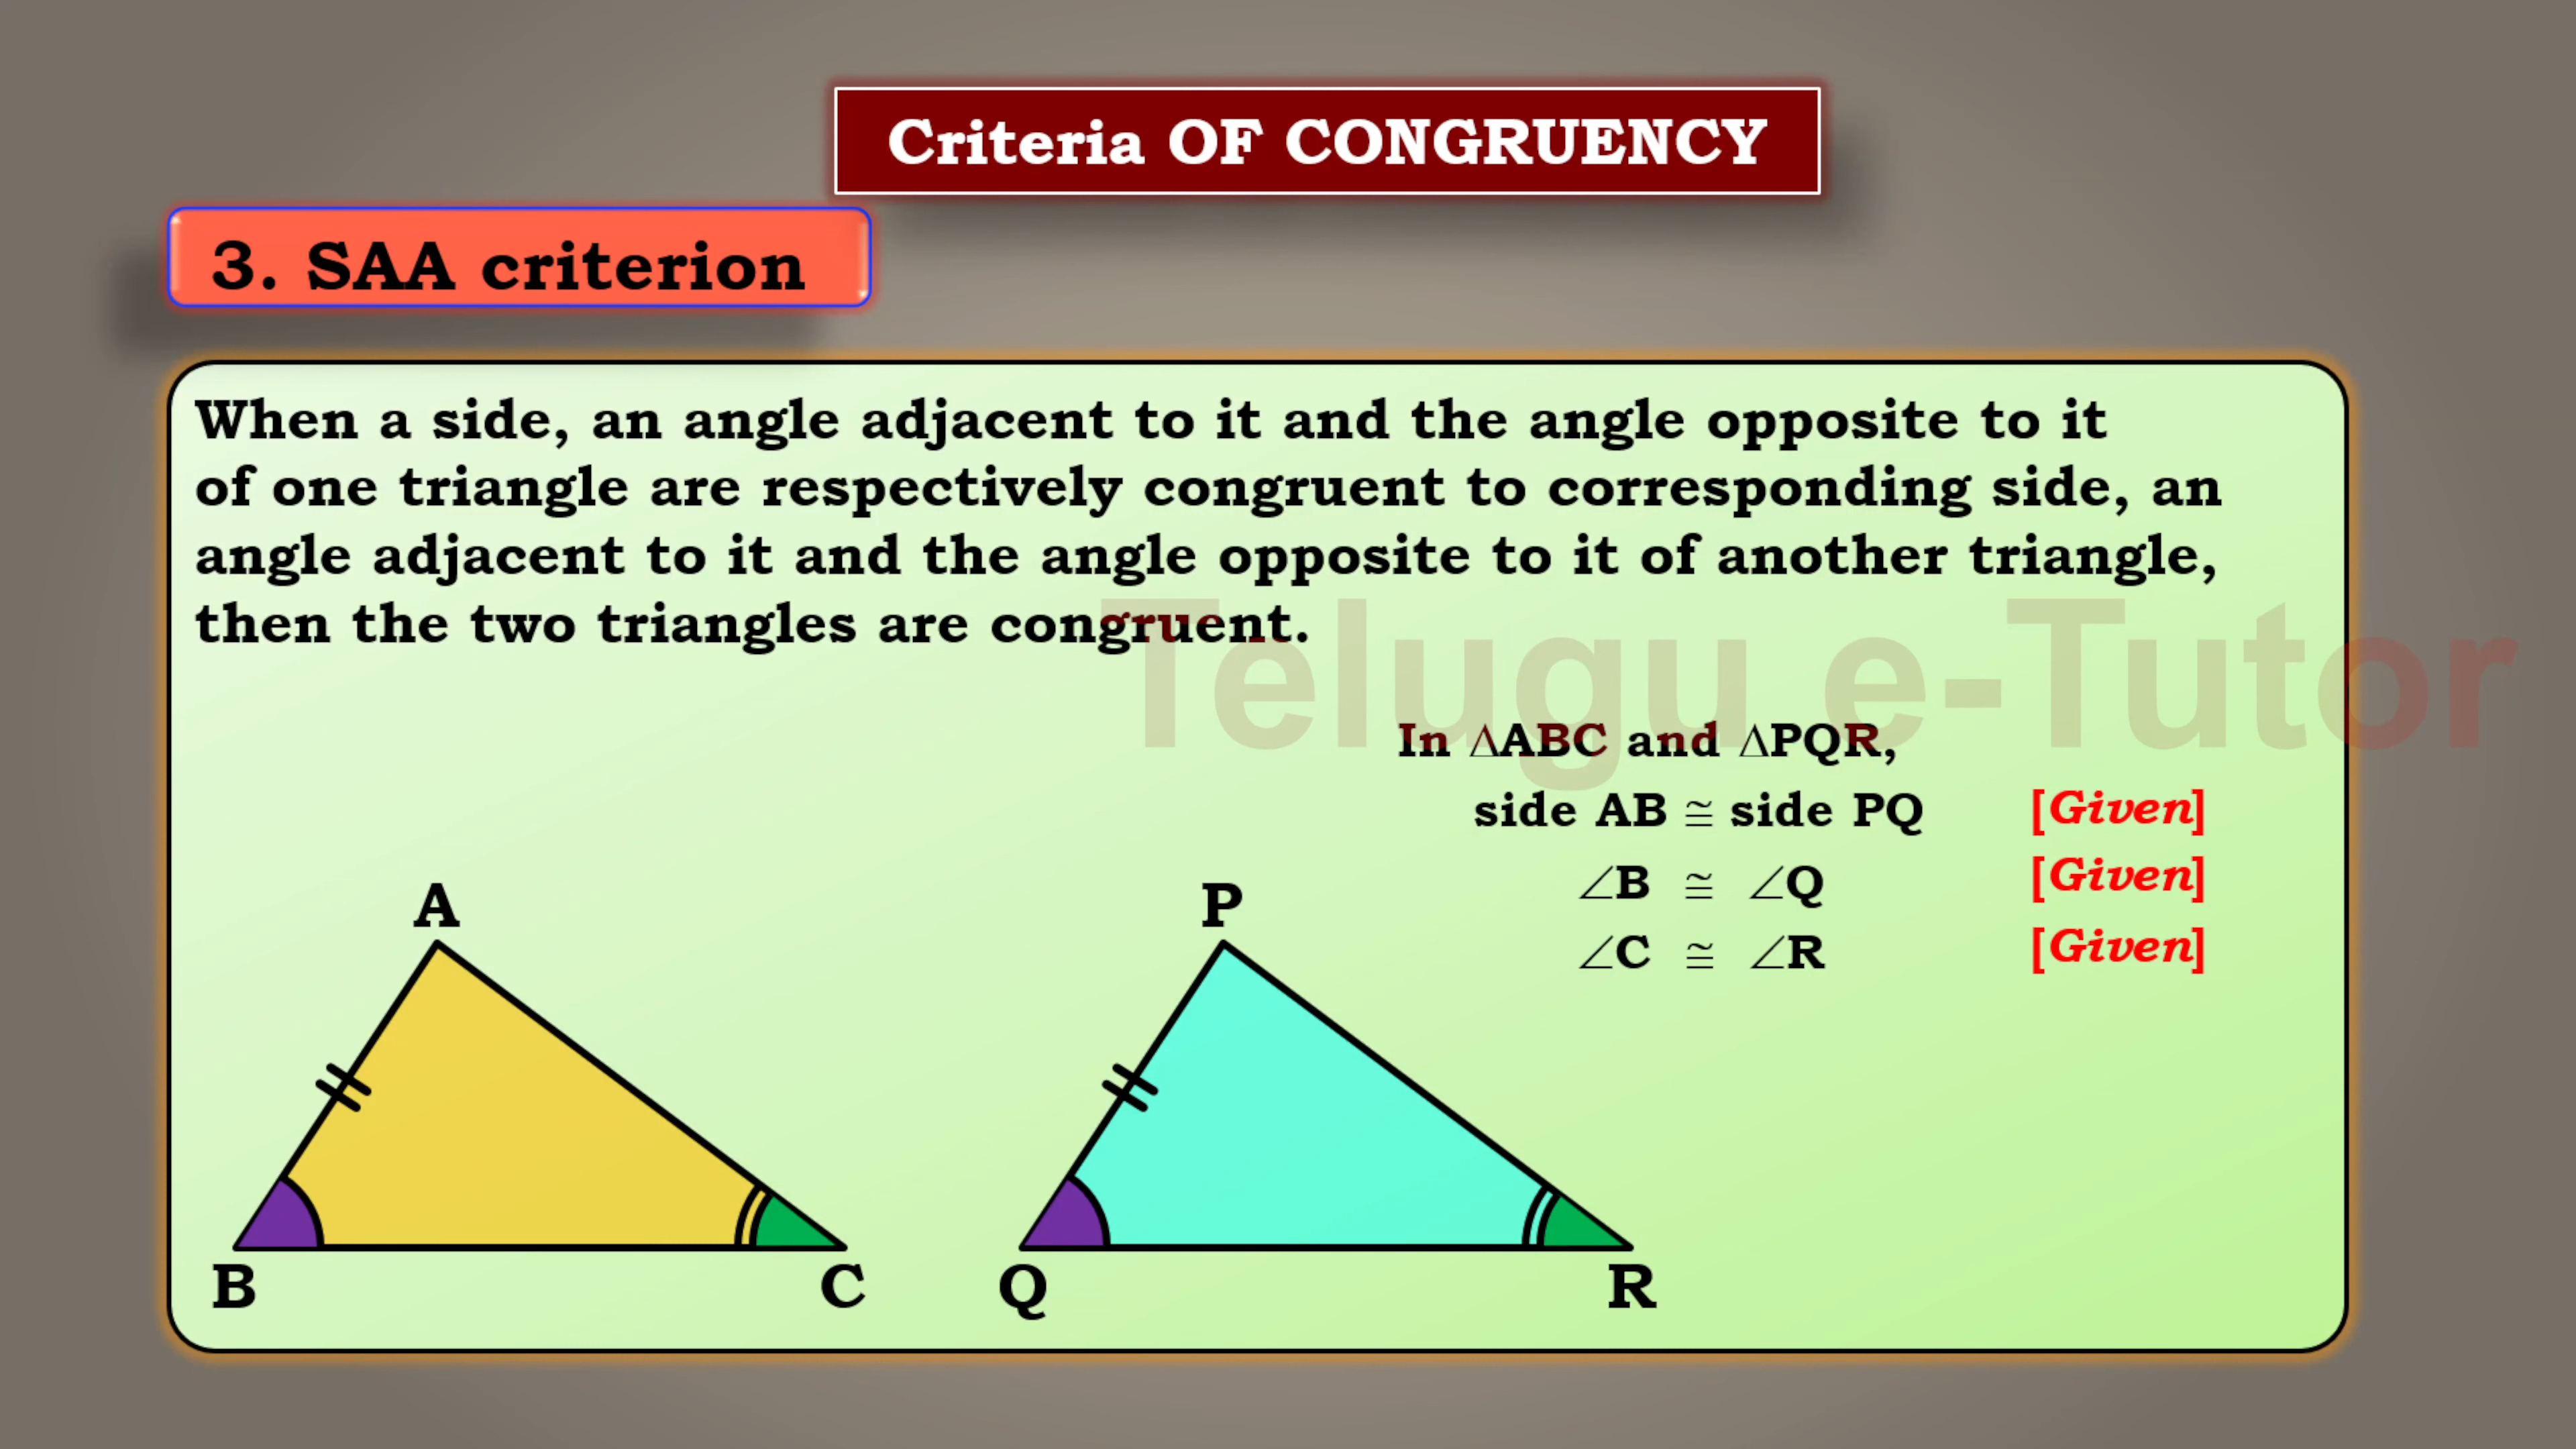 Criteria OF CONGRUENCY
3. SAA criterion
When a side, an angle adjacent to it and the angle opposite to it
of one triangle are respectively congruent to corresponding side, an
angle adjacent to it and the angle opposite to it of another triangle,
then the two triangles are congruent.
Telugu e-Tutor
In ∆ABC and ∆PQR,
side AB ≅ side PQ [Given]
∠B ≅ ∠Q [Given]
∠C ≅ ∠R [Given]
A
P
B
C
Q
R